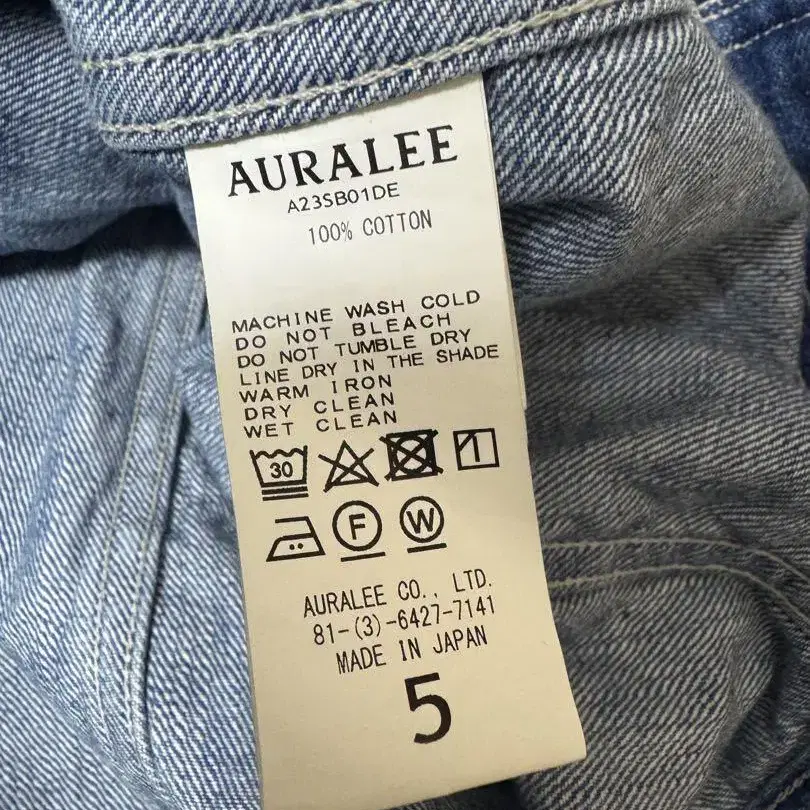 AURALEE
A23SB01DE
100% COTTON
MACHINE WASH COLD
DO NOT BLEACH
DO NOT TUMBLE DRY
LINE DRY IN THE SHADE
WARM IRON
DRY CLEAN
WET CLEAN
30
F W
AURALEE CO., LTD.
81-(3)-6427-7141
MADE IN JAPAN
5